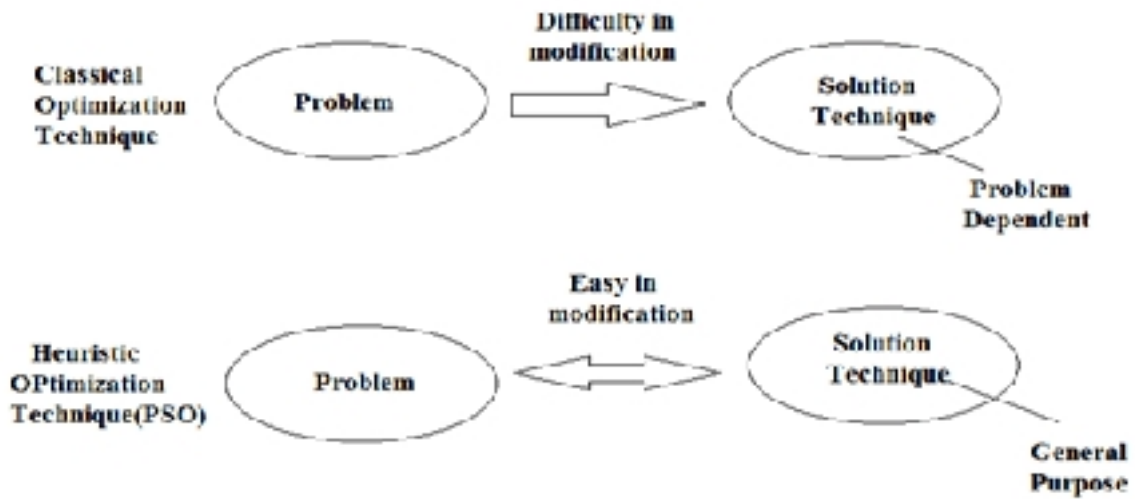 Difficulty in
modification
Classical
Optimization
Technique
Problem
Solution
Technique
Problem
Dependent
Easy in
modification
Heuristic
OPtimization
Technique(PSO)
Problem
Solution
Technique
General
Purpose